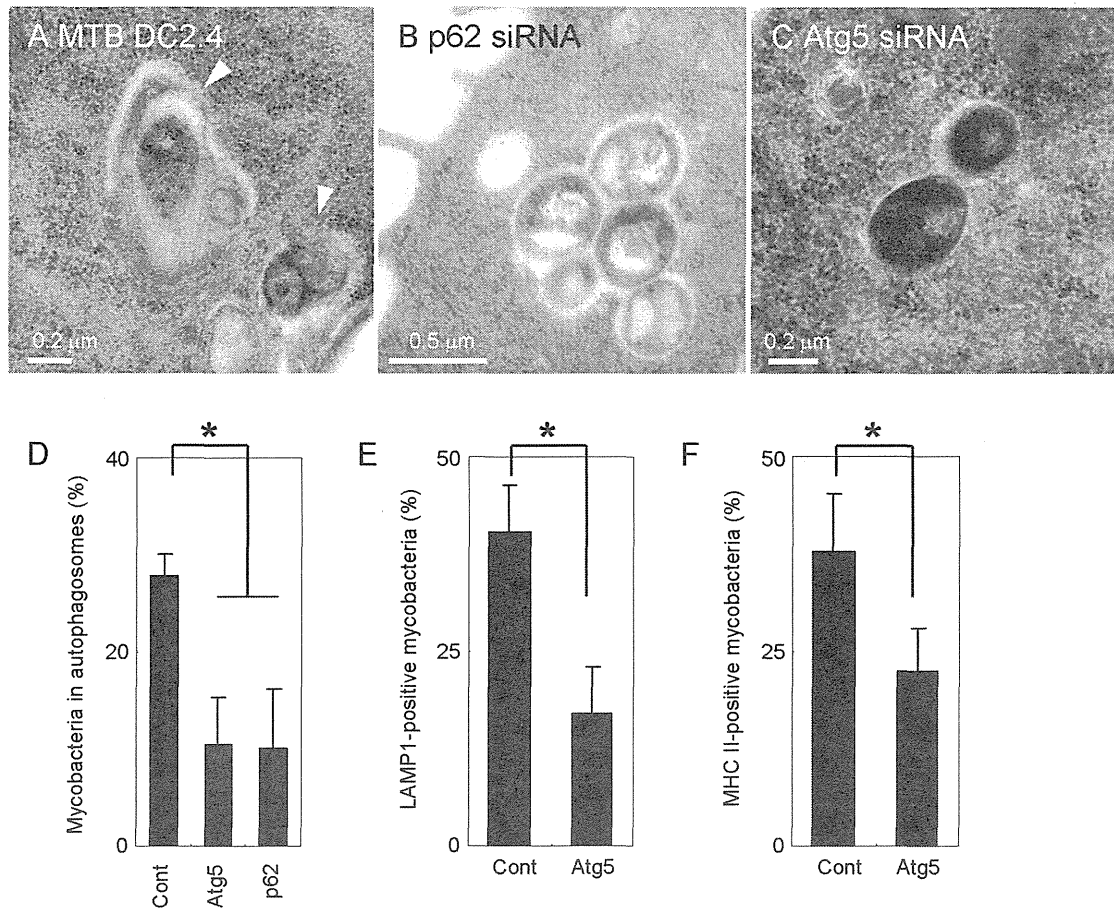 A MTB DC2.4
0.2 μm
B p62 siRNA
0.5 μm
C Atg5 siRNA
0.2 μm
D
Mycobacteria in autophagosomes (%)
40
20
0
*
Cont
Atg5
p62
E
LAMP1-positive mycobacteria (%)
50
25
0
*
Cont
Atg5
F
MHC II-positive mycobacteria (%)
50
25
0
*
Cont
Atg5